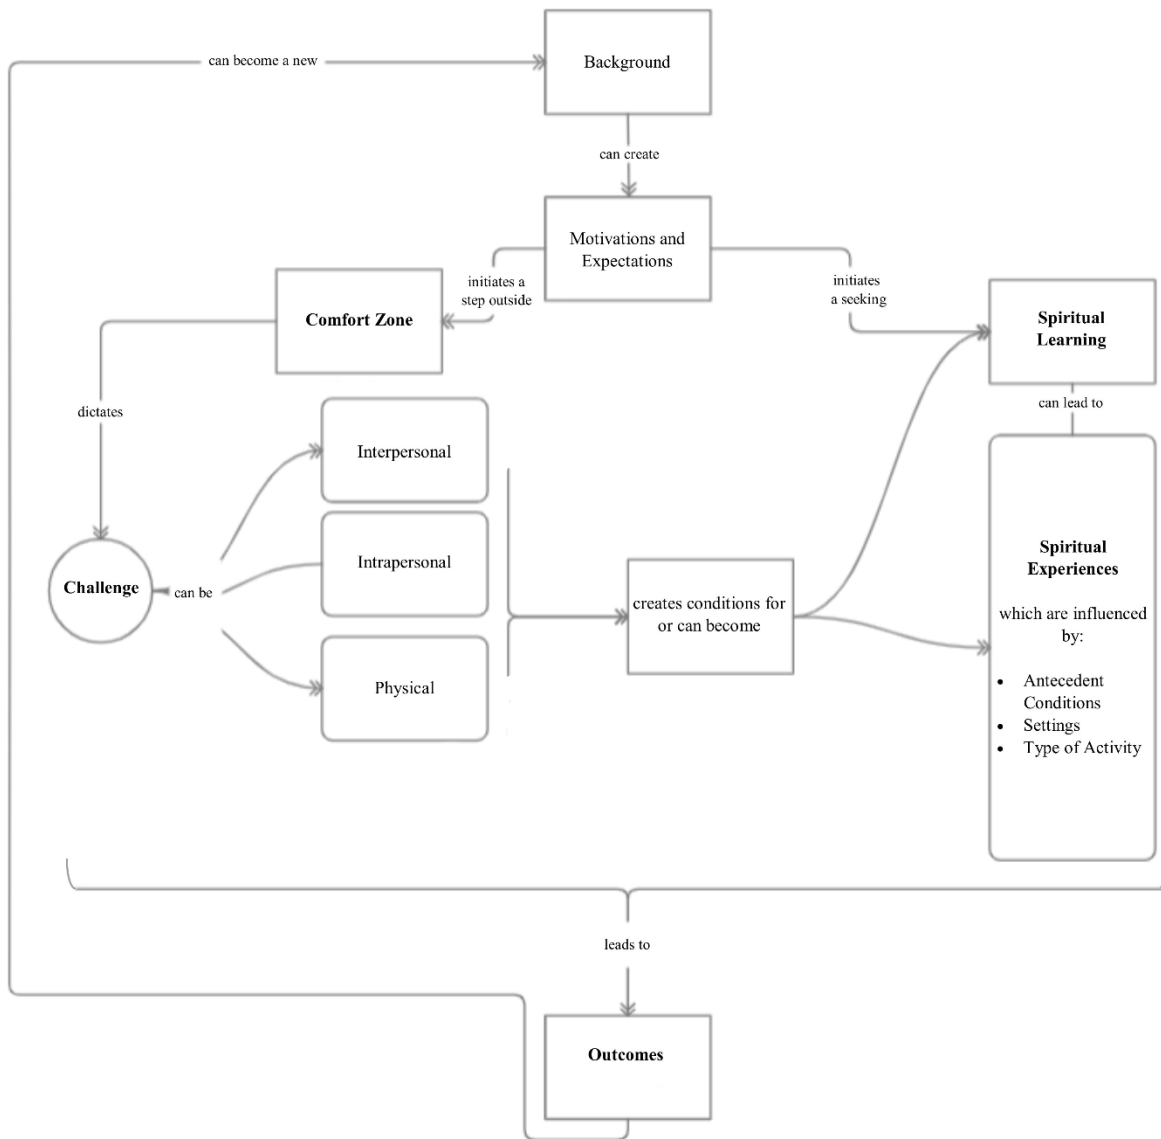 can become a new
Background
can create
Motivations and
Expectations
initiates a
step outside
initiates
a seeking
Comfort Zone
Spiritual
Learning
dictates
can lead to
Interpersonal
Intrapersonal
Physical
Challenge
can be
creates conditions for
or can become
Spiritual
Experiences
which are influenced
by:
• Antecedent
Conditions
• Settings
• Type of Activity
leads to
Outcomes